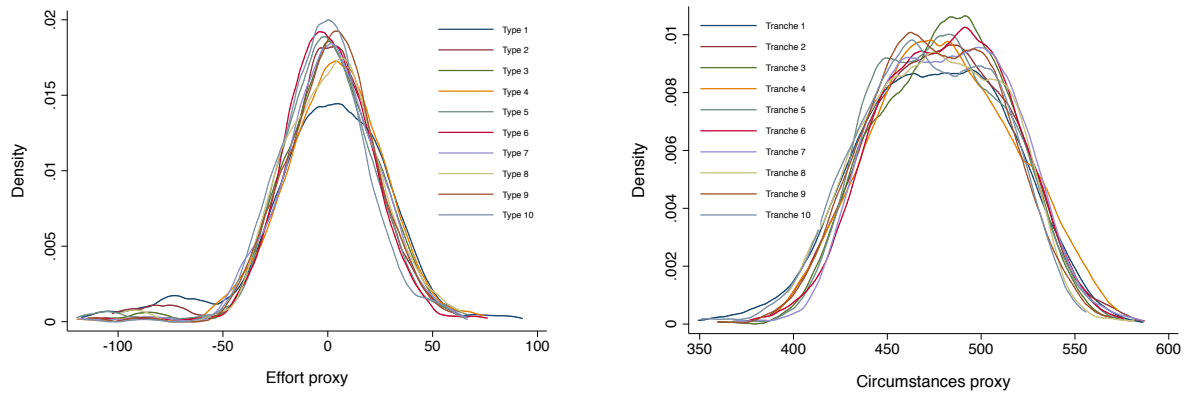 Density
.02
.015
.01
.005
0
-100
-50
0
50
100
Effort proxy
Type 1
Type 2
Type 3
Type 4
Type 5
Type 6
Type 7
Type 8
Type 9
Type 10
Density
.01
.008
.006
.004
.002
0
350
400
450
500
550
600
Circumstances proxy
Tranche 1
Tranche 2
Tranche 3
Tranche 4
Tranche 5
Tranche 6
Tranche 7
Tranche 8
Tranche 9
Tranche 10